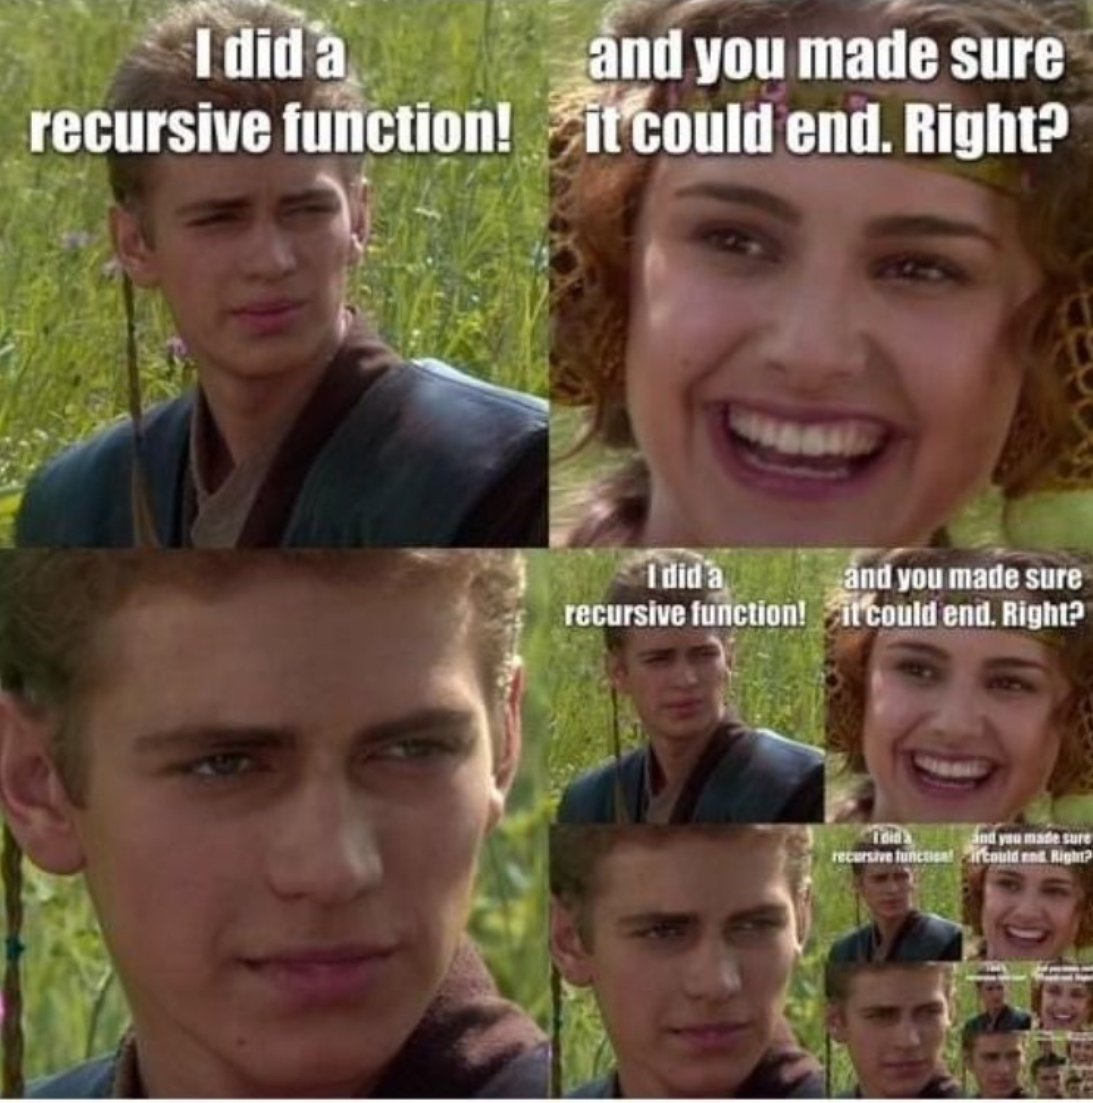 I did a
recursive function!
and you made sure
it could end. Right?
I did a
recursive function!
and you made sure
it could end. Right?
I did a
recursive function!
and you made sure
it could end. Right?